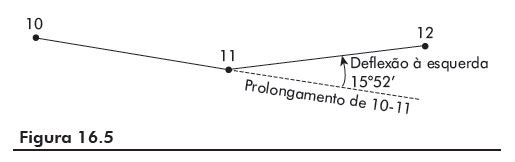 10
12
11
Deflexão à esquerda
15°52’
Prolongamento de 10-11
Figura 16.5